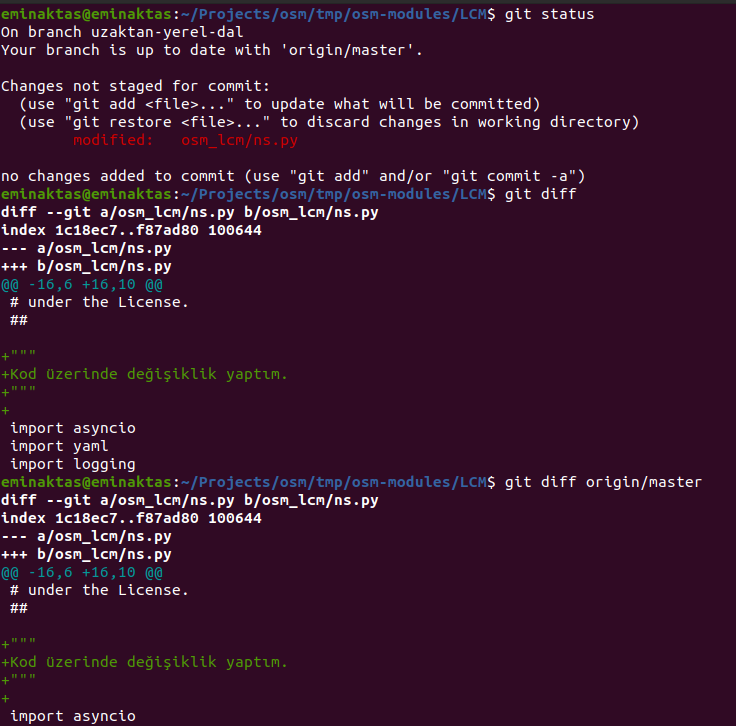 eminaktas@eminaktas:~/Projects/osm/tmp/osm-modules/LCM$ git status
On branch uzaktan-yerel-dal
Your branch is up to date with 'origin/master'.
Changes not staged for commit:
  (use "git add <file>..." to update what will be committed)
  (use "git restore <file>..." to discard changes in working directory)
        modified:   osm_lcm/ns.py
no changes added to commit (use "git add" and/or "git commit -a")
eminaktas@eminaktas:~/Projects/osm/tmp/osm-modules/LCM$ git diff
diff --git a/osm_lcm/ns.py b/osm_lcm/ns.py
index 1c18ec7..f87ad80 100644
--- a/osm_lcm/ns.py
+++ b/osm_lcm/ns.py
@@ -16,6 +16,10 @@
 # under the License.
 ##
+"""
+Kod üzerinde değişiklik yaptım.
+"""
+
 import asyncio
 import yaml
 import logging
eminaktas@eminaktas:~/Projects/osm/tmp/osm-modules/LCM$ git diff origin/master
diff --git a/osm_lcm/ns.py b/osm_lcm/ns.py
index 1c18ec7..f87ad80 100644
--- a/osm_lcm/ns.py
+++ b/osm_lcm/ns.py
@@ -16,6 +16,10 @@
 # under the License.
 ##
+"""
+Kod üzerinde değişiklik yaptım.
+"""
+
 import asyncio